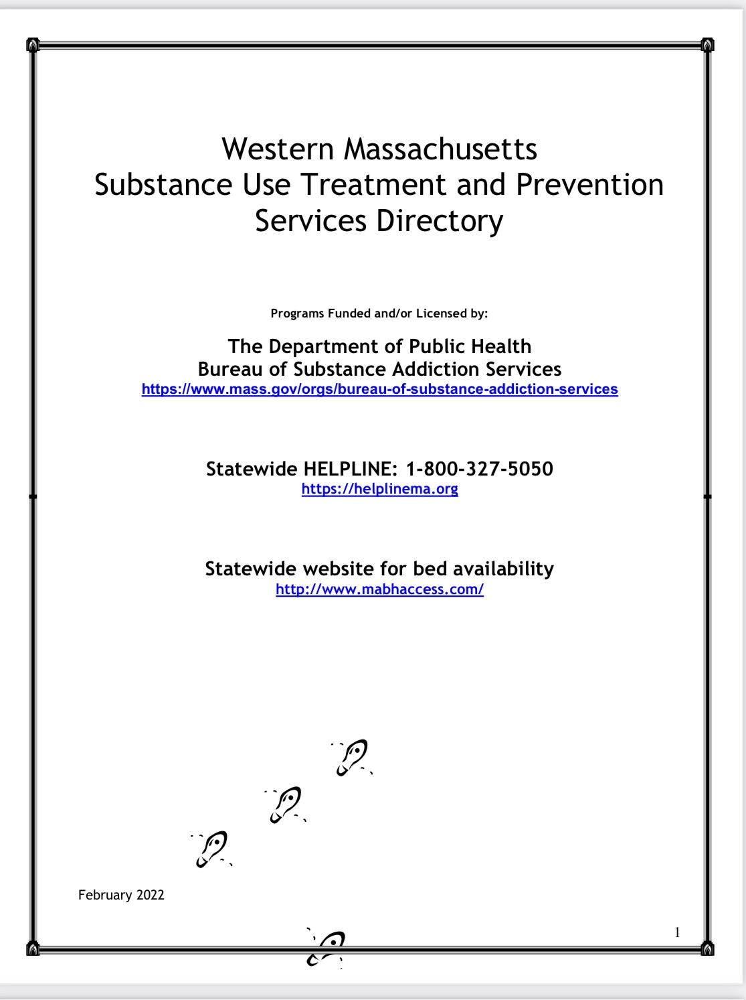 Western Massachusetts
Substance Use Treatment and Prevention
Services Directory
Programs Funded and/or Licensed by:
The Department of Public Health
Bureau of Substance Addiction Services
https://www.mass.gov/orgs/bureau-of-substance-addiction-services
Statewide HELPLINE: 1-800-327-5050
https://helplinema.org
Statewide website for bed availability
http://www.mabhaccess.com/
February 2022
1